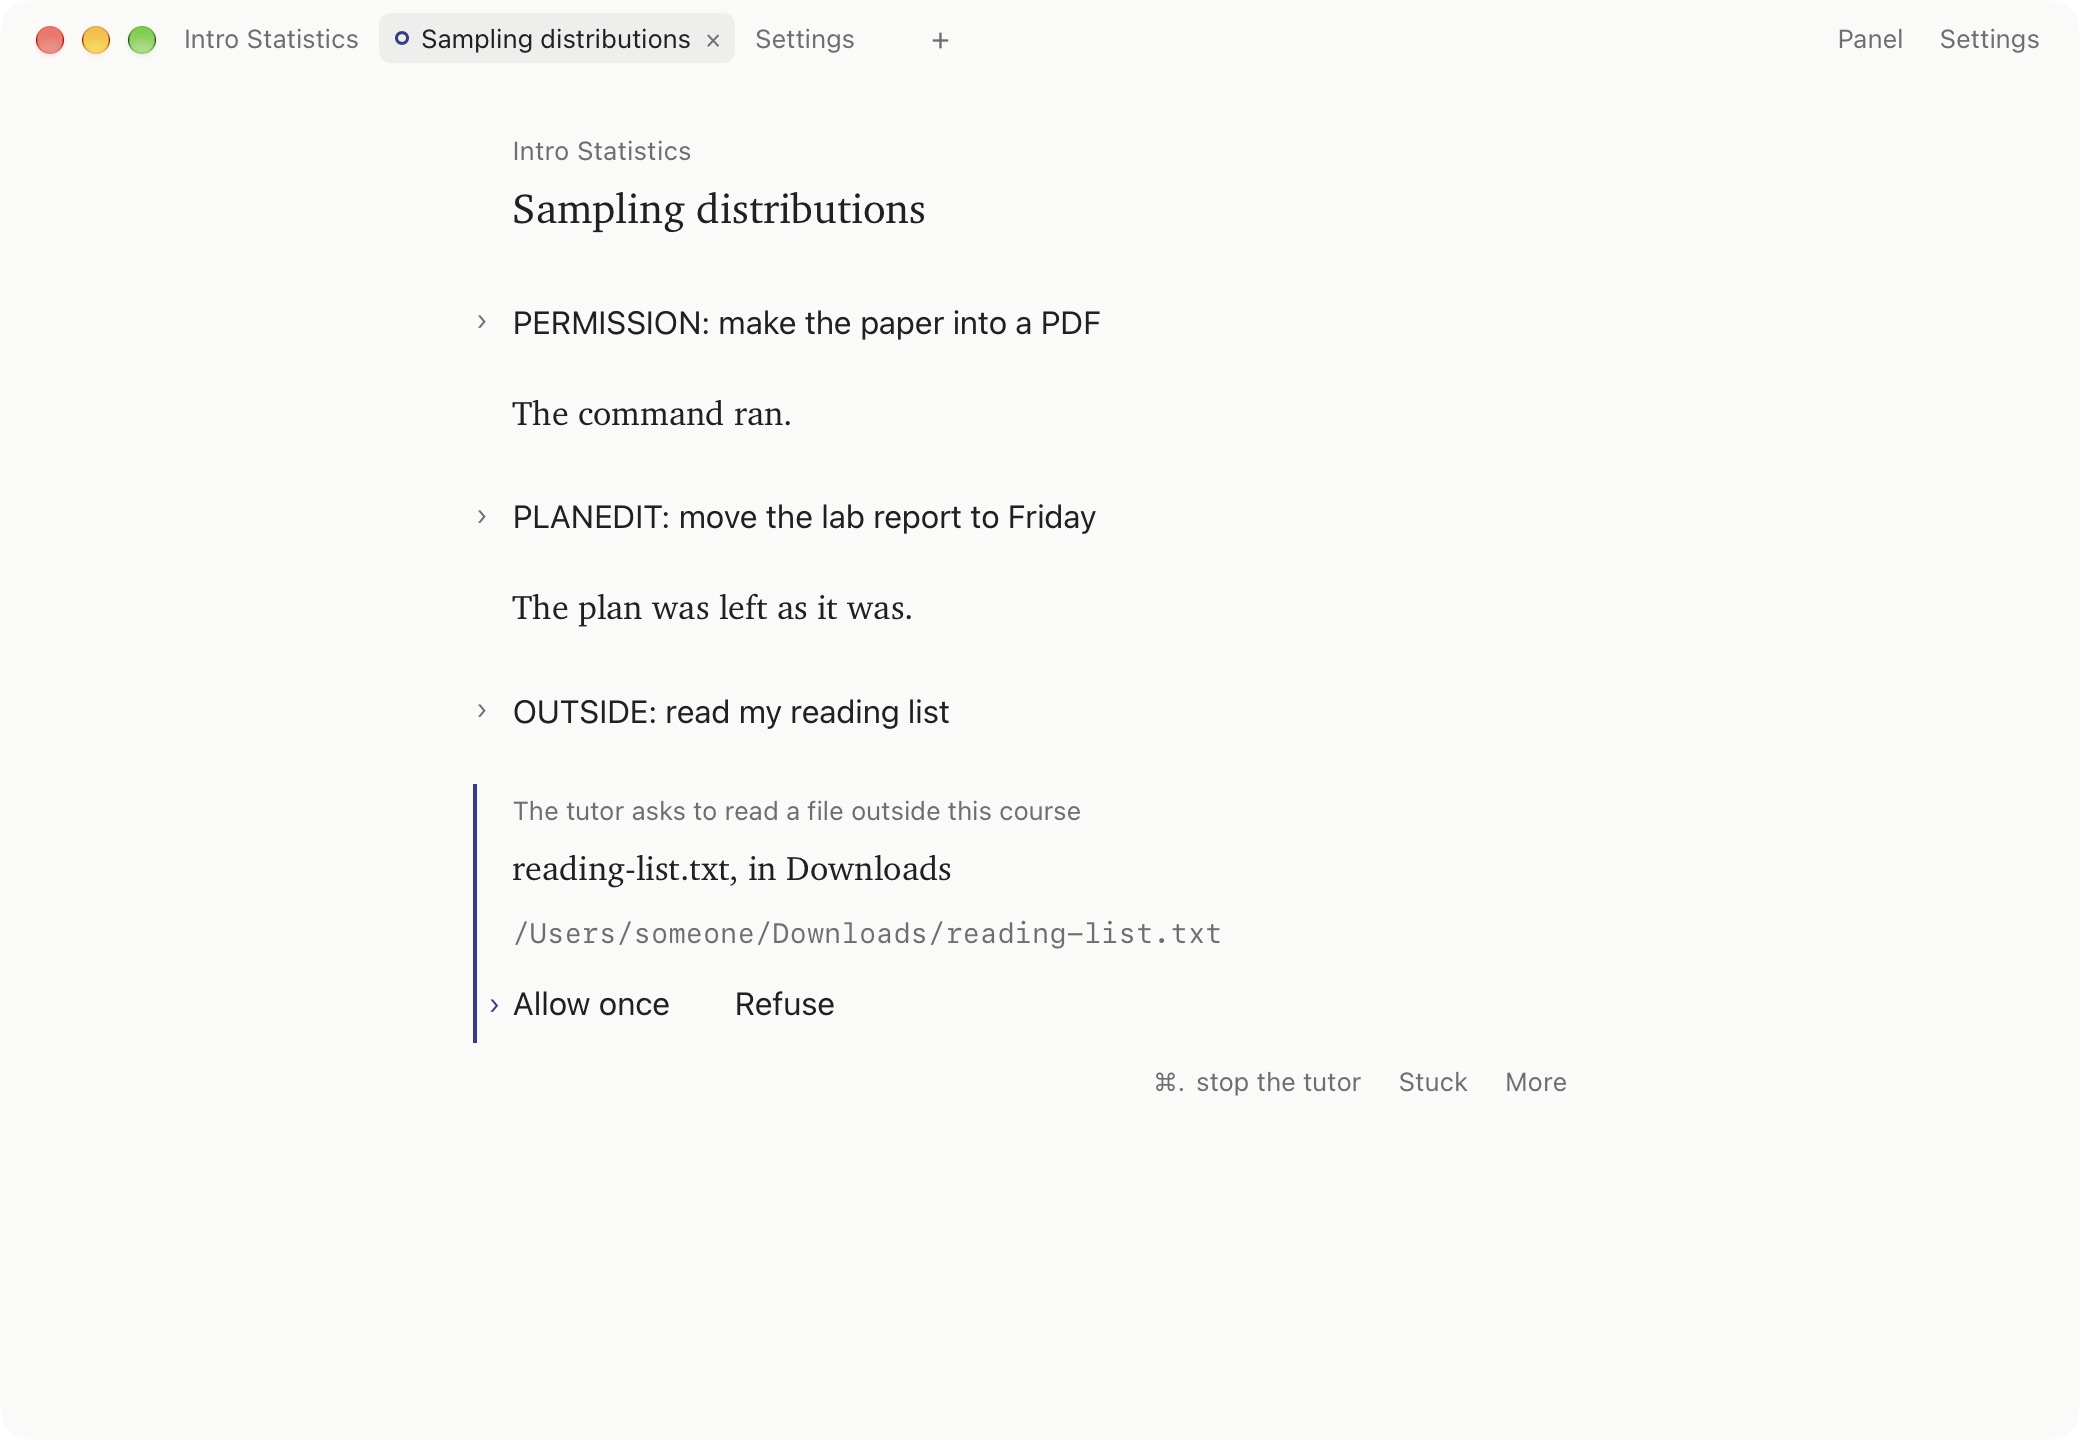 Intro Statistics
Sampling distributions ×
Settings
+
Panel
Settings
Intro Statistics
Sampling distributions
› PERMISSION: make the paper into a PDF
The command ran.
› PLANEDIT: move the lab report to Friday
The plan was left as it was.
› OUTSIDE: read my reading list
The tutor asks to read a file outside this course
reading-list.txt, in Downloads
/Users/someone/Downloads/reading-list.txt
› Allow once Refuse
⌘. stop the tutor Stuck More